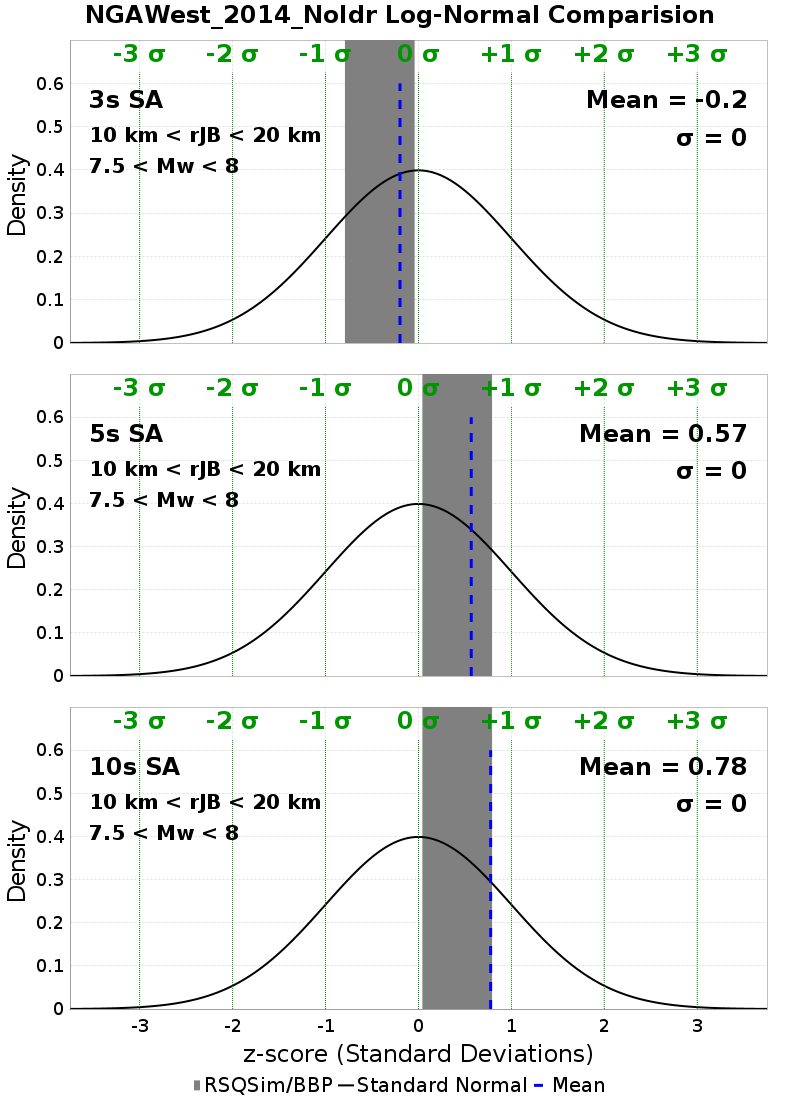 NGAWest_2014_NoIdr Log-Normal Comparision
-3 σ -2 σ -1 σ 0 σ +1 σ +2 σ +3 σ
3s SA
Mean = -0.2
10 km < rJB < 20 km
σ = 0
7.5 < Mw < 8
Density
0.6
0.5
0.4
0.3
0.2
0.1
0
-3 σ -2 σ -1 σ 0 σ +1 σ +2 σ +3 σ
5s SA
Mean = 0.57
10 km < rJB < 20 km
σ = 0
7.5 < Mw < 8
Density
0.6
0.5
0.4
0.3
0.2
0.1
0
-3 σ -2 σ -1 σ 0 σ +1 σ +2 σ +3 σ
10s SA
Mean = 0.78
10 km < rJB < 20 km
σ = 0
7.5 < Mw < 8
Density
0.6
0.5
0.4
0.3
0.2
0.1
0
-3 -2 -1 0 1 2 3
z-score (Standard Deviations)
RSQSim/BBP Standard Normal Mean